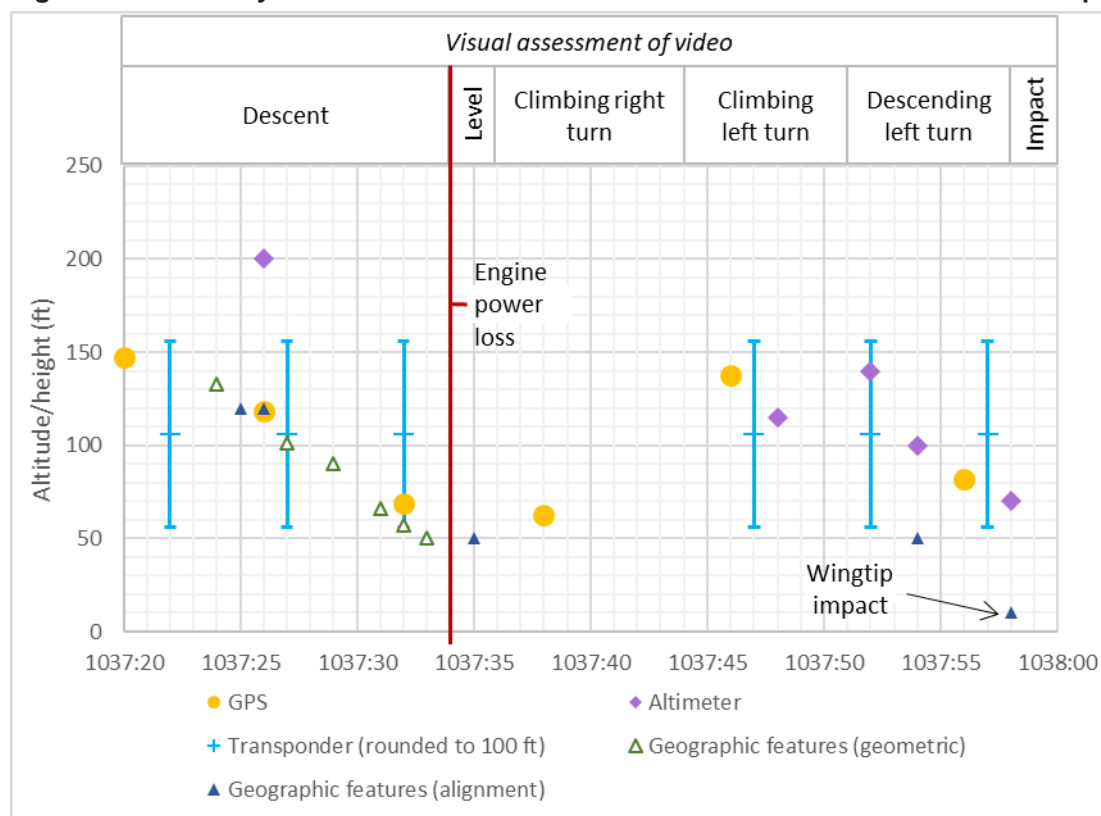 Visual assessment of video
Descent
Level
Climbing right
turn
Climbing
left turn
Descending
left turn
Impact
250
200
150
100
50
0
Altitude/height (ft)
Engine
power
loss
Wingtip
impact
1037:20 1037:25 1037:30 1037:35 1037:40 1037:45 1037:50 1037:55 1038:00
GPS
Altimeter
Transponder (rounded to 100 ft)
Geographic features (geometric)
Geographic features (alignment)